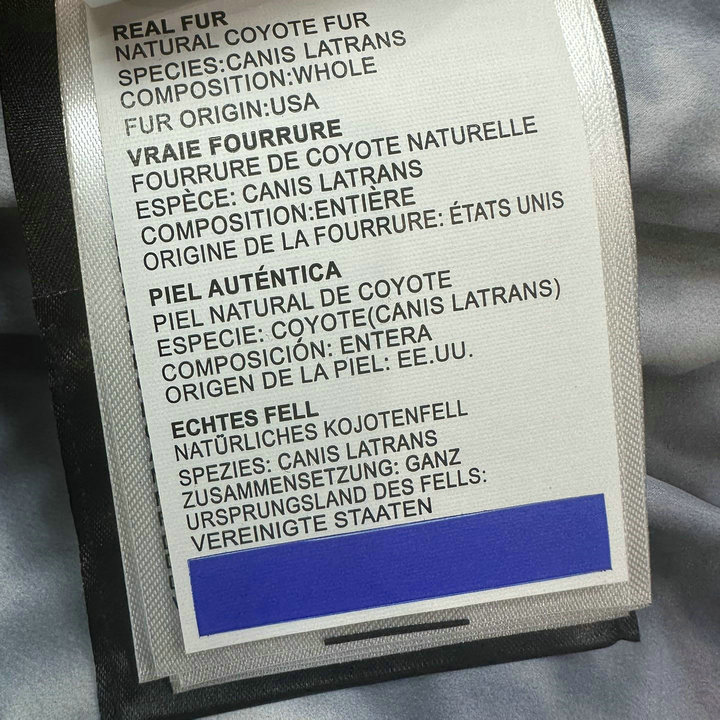 REAL FUR
NATURAL COYOTE FUR
SPECIES:CANIS LATRANS
COMPOSITION:WHOLE
FUR ORIGIN:USA
VRAIE FOURRURE
FOURRURE DE COYOTE NATURELLE
ESPÈCE: CANIS LATRANS
COMPOSITION:ENTIÈRE
ORIGINE DE LA FOURRURE: ÉTATS UNIS
PIEL AUTÉNTICA
PIEL NATURAL DE COYOTE
ESPECIE: COYOTE(CANIS LATRANS)
COMPOSICIÓN: ENTERA
ORIGEN DE LA PIEL: EE.UU.
ECHTES FELL
NATÜRLICHES KOJOTENFELL
SPEZIES: CANIS LATRANS
ZUSAMMENSETZUNG: GANZ
URSPRUNGSLAND DES FELLS:
VEREINIGTE STAATEN